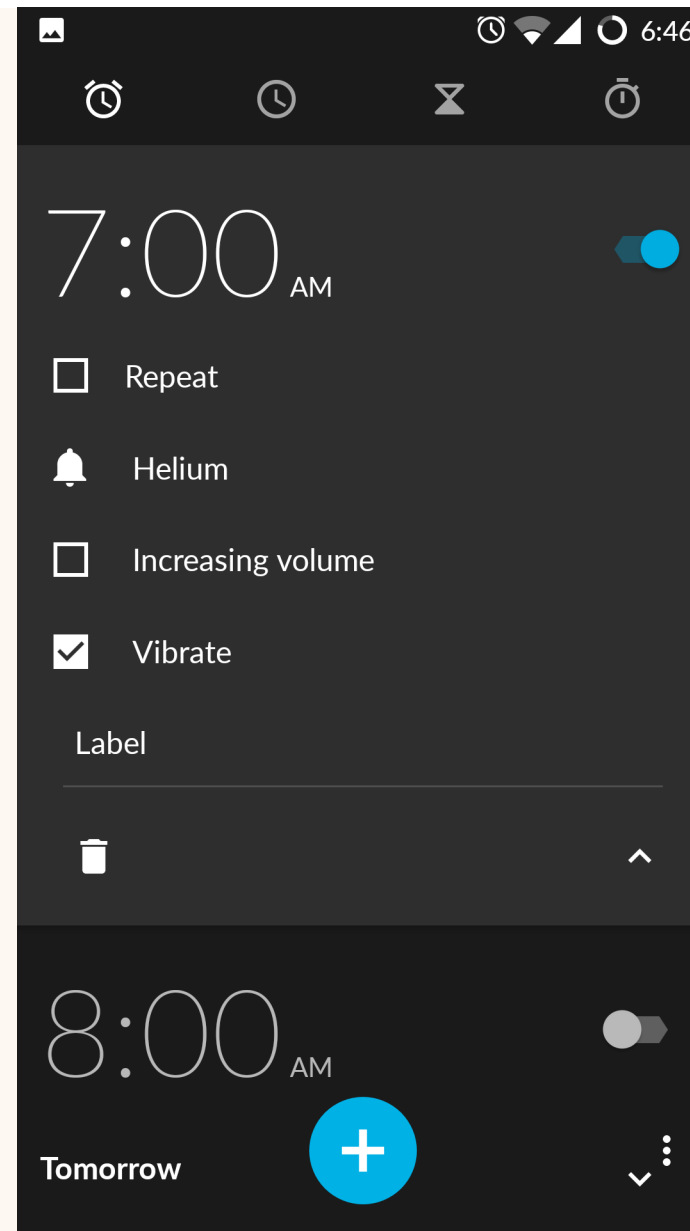 6:46
7:00 AM
Repeat
Helium
Increasing volume
Vibrate
Label
8:00 AM
Tomorrow